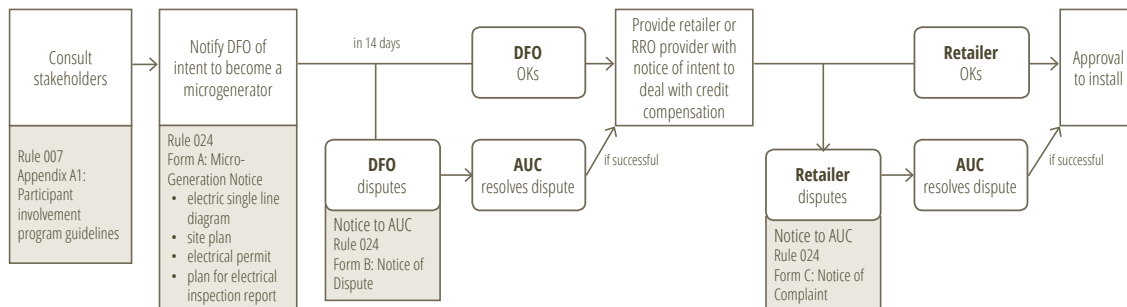 Consult
stakeholders
Rule 007
Appendix A1:
Participant
involvement
program guidelines
Notify DFO of
intent to become a
microgenerator
Rule 024
Form A: Micro-
Generation Notice
• electric single line
diagram
• site plan
• electrical permit
• plan for electrical
inspection report
in 14 days
DFO
OKs
DFO
disputes
Notice to AUC
Rule 024
Form B: Notice of
Dispute
AUC
resolves dispute
if successful
Provide retailer or
RRO provider with
notice of intent to
deal with credit
compensation
Retailer
OKs
Retailer
disputes
Notice to AUC
Rule 024
Form C: Notice of
Complaint
AUC
resolves dispute
if successful
Approval
to install